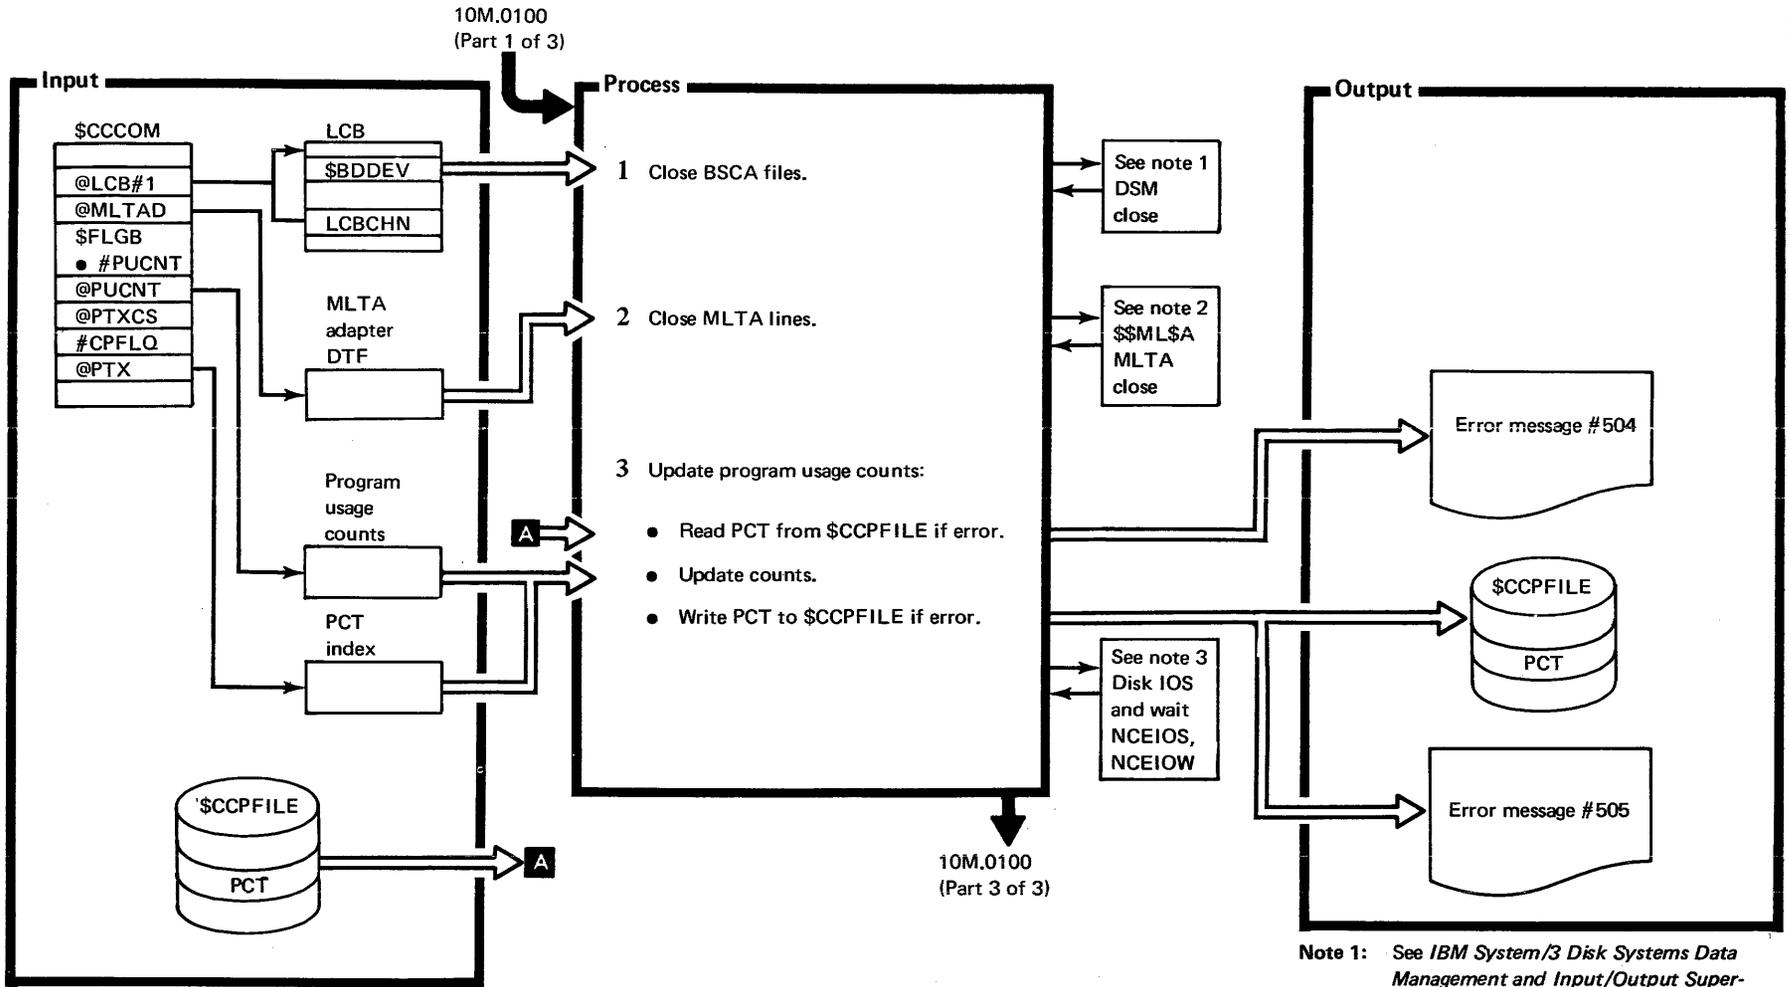 10M.0100
(Part 1 of 3)
Input
$CCCOM
@LCB#1
@MLTAD
$FLGB
• #PUCNT
@PUCNT
@PTXCS
#CPFLQ
@PTX
LCB
$BDDEV
LCBCHN
MLTA
adapter
DTF
Program
usage
counts
PCT
index
$CCPFILE
PCT
A
Process
1 Close BSCA files.
2 Close MLTA lines.
3 Update program usage counts:
A
• Read PCT from $CCPFILE if error.
• Update counts.
• Write PCT to $CCPFILE if error.
See note 1
DSM
close
See note 2
$$ML$A
MLTA
close
See note 3
Disk IOS
and wait
NCEIOS,
NCEIOW
10M.0100
(Part 3 of 3)
Output
Error message #504
$CCPFILE
PCT
Error message #505
Note 1: See IBM System/3 Disk Systems Data
Management and Input/Output Super-